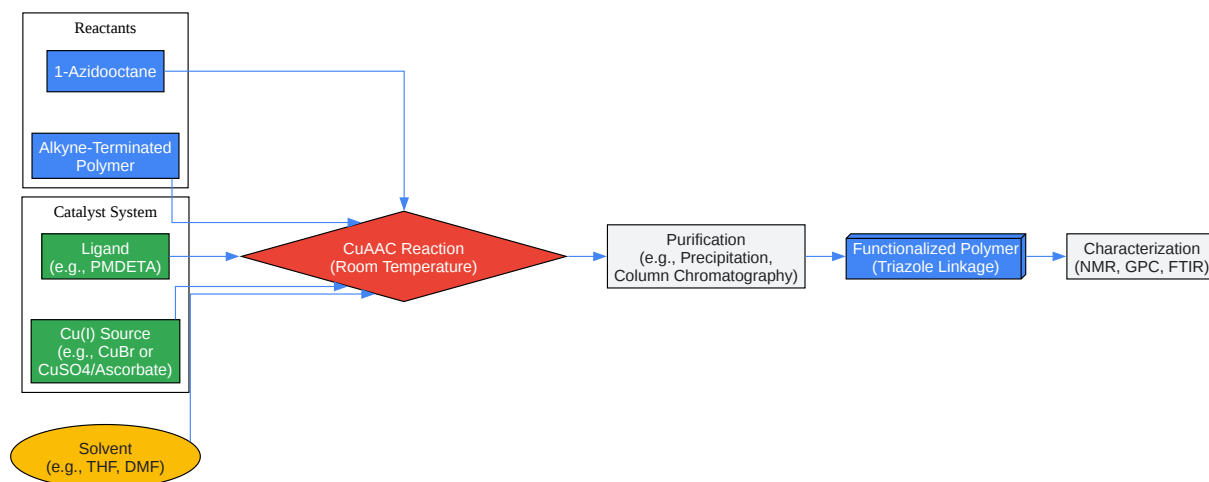 Reactants
1-Azidooctane
Alkyne-Terminated
Polymer
Catalyst System
Ligand
(e.g., PMDETA)
Cu(I) Source
(e.g., CuBr or
CuSO4/Ascorbate)
Solvent
(e.g., THF, DMF)
CuAAC Reaction
(Room Temperature)
Purification
(e.g., Precipitation,
Column Chromatography)
Functionalized Polymer
(Triazole Linkage)
Characterization
(NMR, GPC, FTIR)